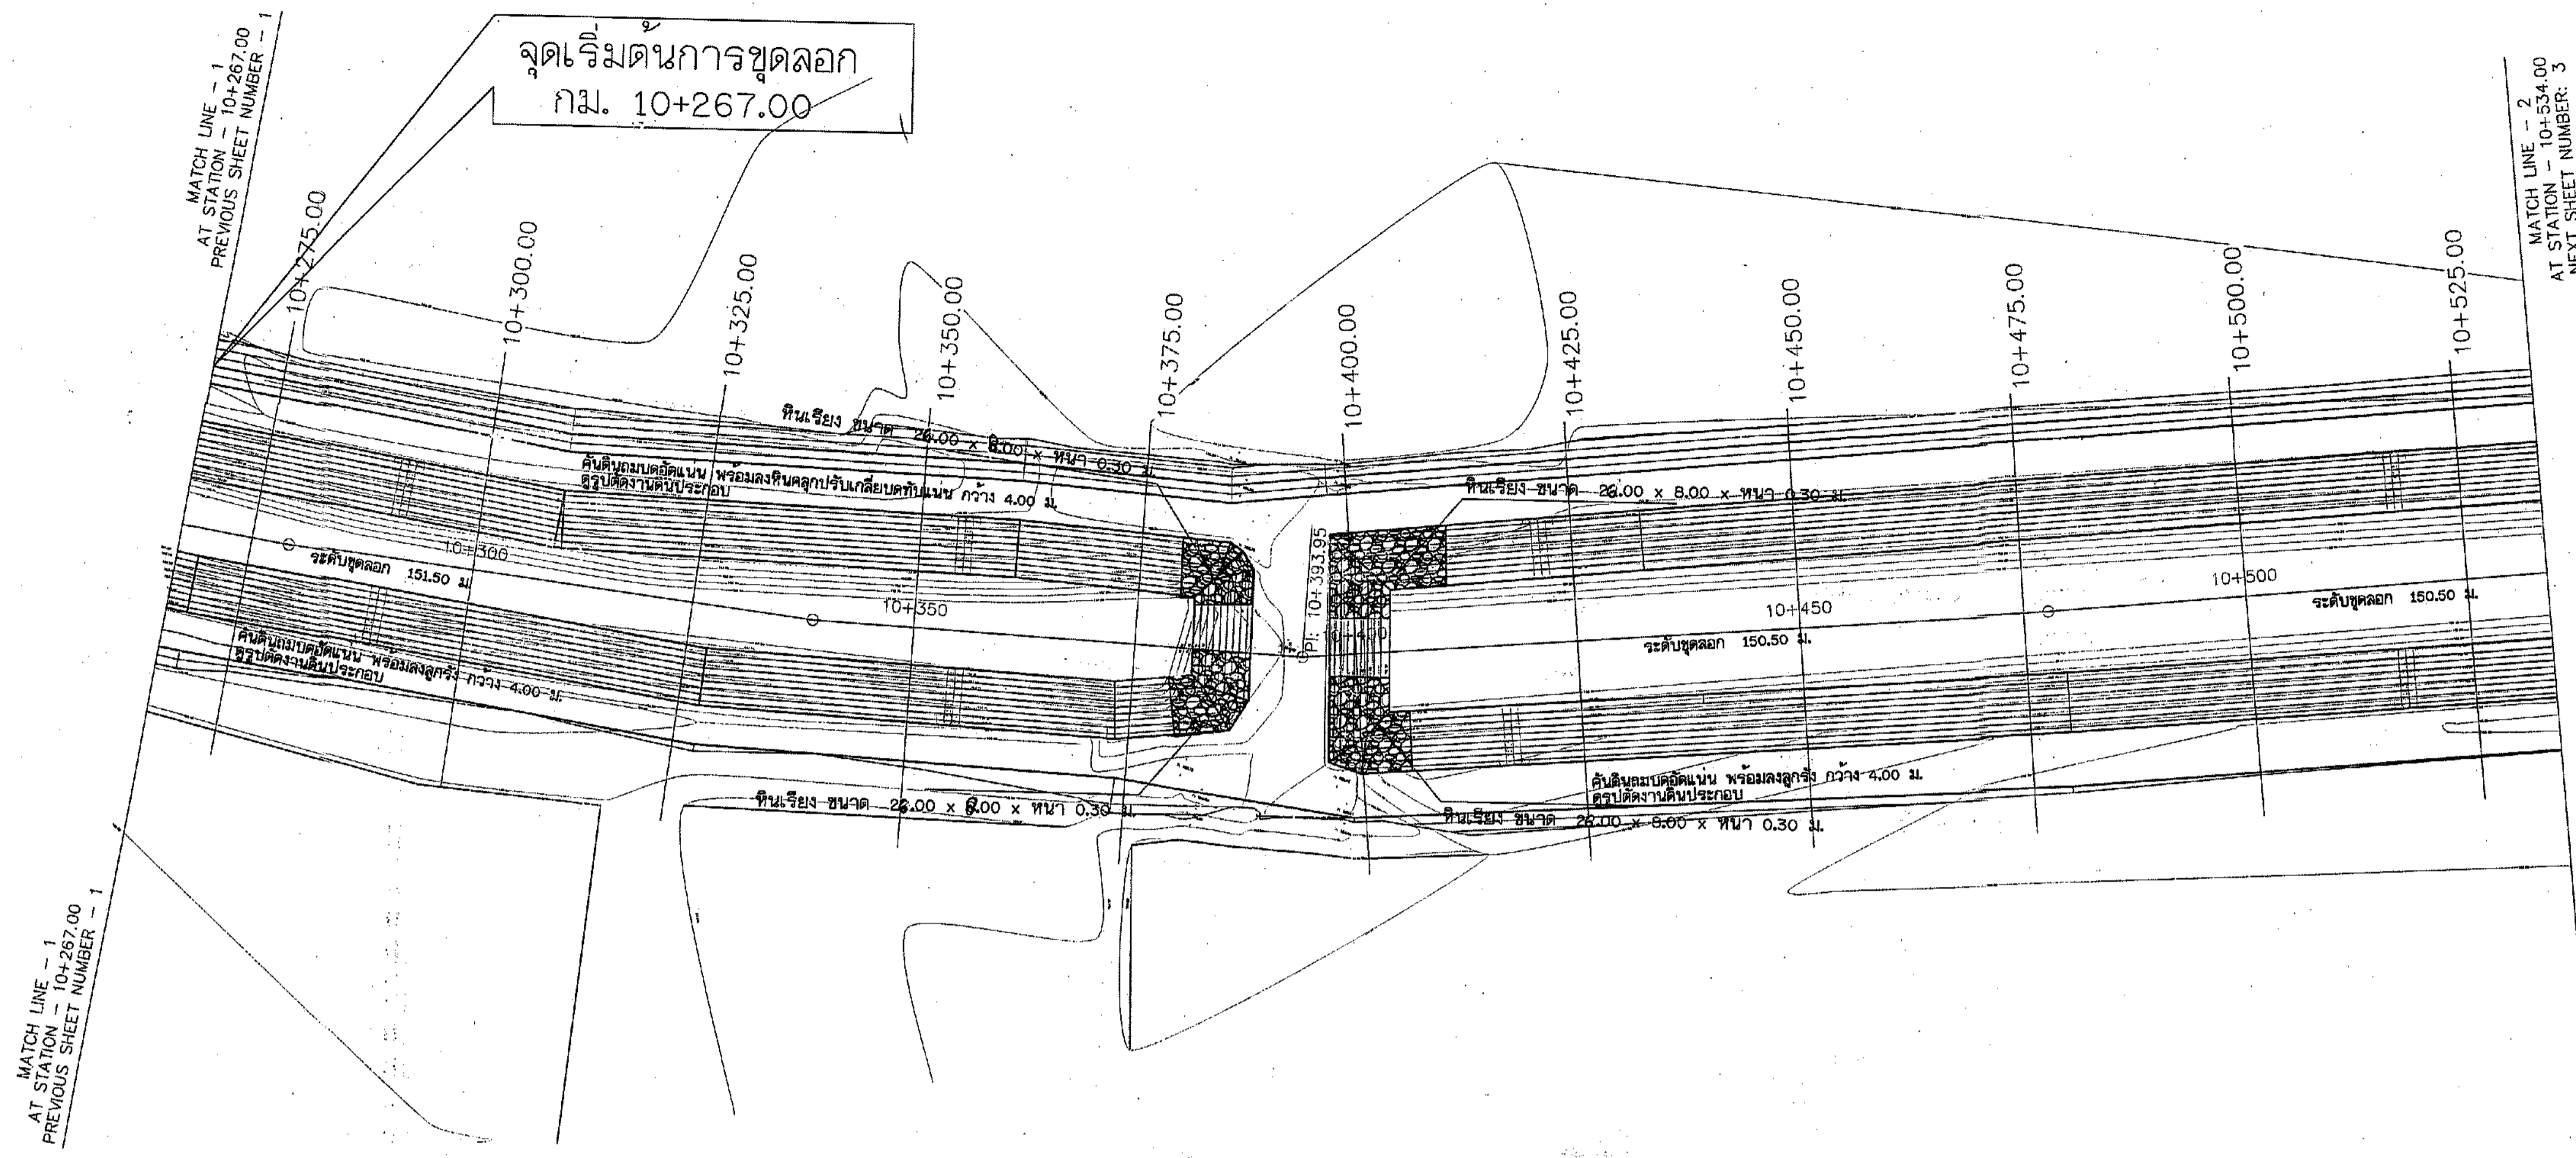 จุดเริ่มต้นการขุดลอก
กม. 10+267.00
MATCH LINE - 1
AT STATION - 10+267.00
PREVIOUS SHEET NUMBER - 1
MATCH LINE - 2
AT STATION - 10+534.00
NEXT SHEET NUMBER: 3
10+275.00
10+300.00
10+325.00
10+350.00
10+375.00
10+400.00
10+425.00
10+450.00
10+475.00
10+500.00
10+525.00
หินเรียง ขนาด 26.00 x 8.00 x หนา 0.30 ม.
คันดินถมบดอัดแน่น พร้อมลงหินคลุกปรับเกลี่ยบดทับแน่น กว้าง 4.00 ม.
ดูรูปตัดงานดินประกอบ
หินเรียง ขนาด 26.00 x 8.00 x หนา 0.30 ม.
10+300
ระดับขุดลอก 151.50 ม.
10+350
PI: 10+393.95
10+400
10+450
10+500
ระดับขุดลอก 150.50 ม.
ระดับขุดลอก 150.50 ม.
คันดินถมบดอัดแน่น พร้อมลงลูกรัง กว้าง 4.00 ม.
ดูรูปตัดงานดินประกอบ
คันดินถมบดอัดแน่น พร้อมลงลูกรัง กว้าง 4.00 ม.
ดูรูปตัดงานดินประกอบ
หินเรียง ขนาด 26.00 x 8.00 x หนา 0.30 ม.
หินเรียง ขนาด 26.00 x 8.00 x หนา 0.30 ม.
MATCH LINE - 1
AT STATION - 10+267.00
PREVIOUS SHEET NUMBER - 1